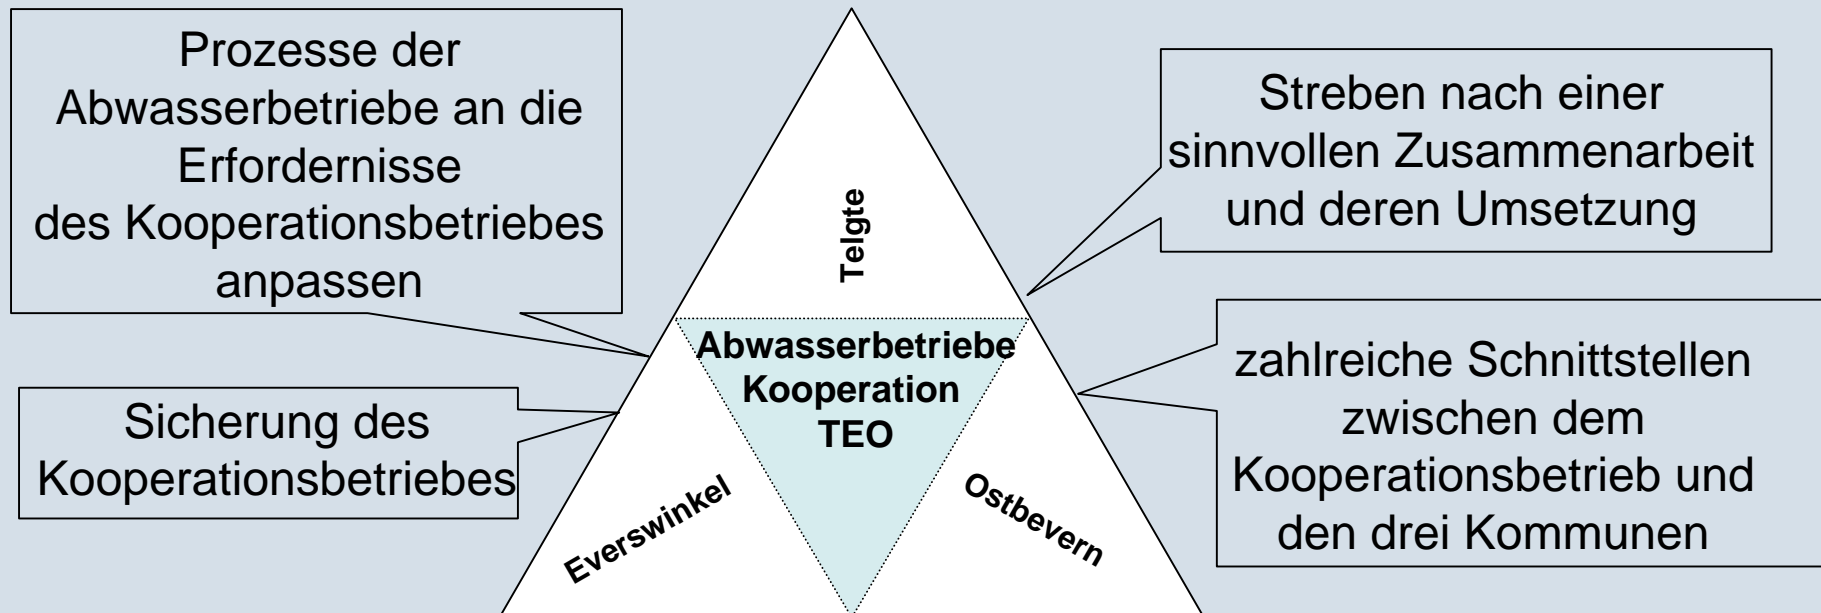 Prozesse der
Abwasserbetriebe an die
Erfordernisse
des Kooperationsbetriebes
anpassen
Streben nach einer
sinnvollen Zusammenarbeit
und deren Umsetzung
Telgte
Abwasserbetriebe
Kooperation
TEO
Sicherung des
Kooperationsbetriebes
zahlreiche Schnittstellen
zwischen dem
Kooperationsbetrieb und
den drei Kommunen
Everswinkel
Ostbevern